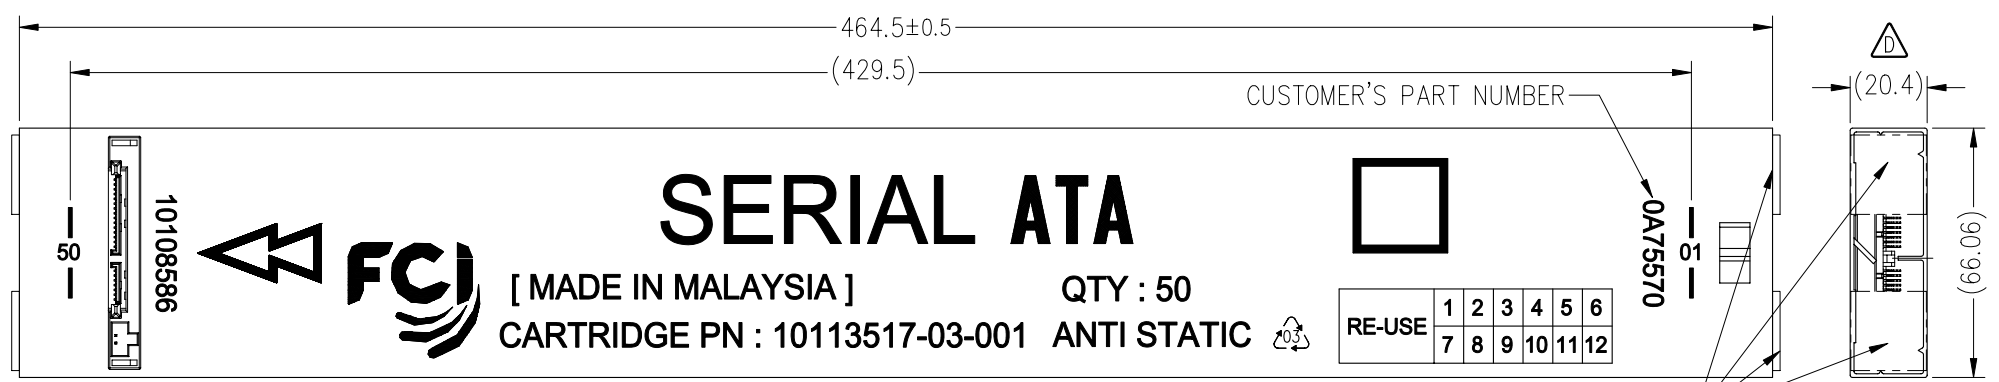 464.5±0.5
(429.5)
D
(20.4)
CUSTOMER'S PART NUMBER
50
10108586
FCI
SERIAL ATA
[ MADE IN MALAYSIA ]
QTY : 50
CARTRIDGE PN : 10113517-03-001
ANTI STATIC
03
RE-USE
1 2 3 4 5 6
7 8 9 10 11 12
0A75570
01
(66.06)